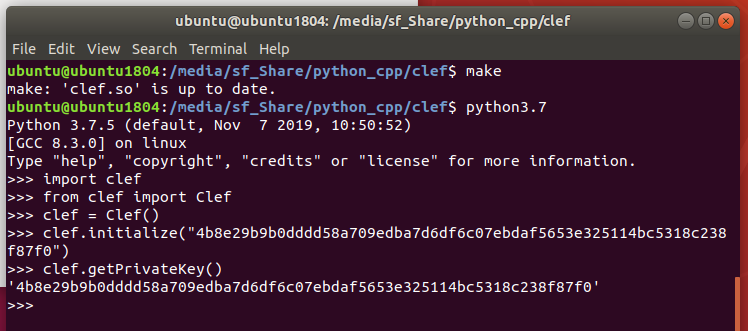 ubuntu@ubuntu1804: /media/sf_Share/python_cpp/clef
File Edit View Search Terminal Help
ubuntu@ubuntu1804:/media/sf_Share/python_cpp/clef$ make
make: 'clef.so' is up to date.
ubuntu@ubuntu1804:/media/sf_Share/python_cpp/clef$ python3.7
Python 3.7.5 (default, Nov  7 2019, 10:50:52)
[GCC 8.3.0] on linux
Type "help", "copyright", "credits" or "license" for more information.
>>> import clef
>>> from clef import Clef
>>> clef = Clef()
>>> clef.initialize("4b8e29b9b0dddd58a709edba7d6df6c07ebdaf5653e325114bc5318c238
f87f0")
>>> clef.getPrivateKey()
'4b8e29b9b0dddd58a709edba7d6df6c07ebdaf5653e325114bc5318c238f87f0'
>>>